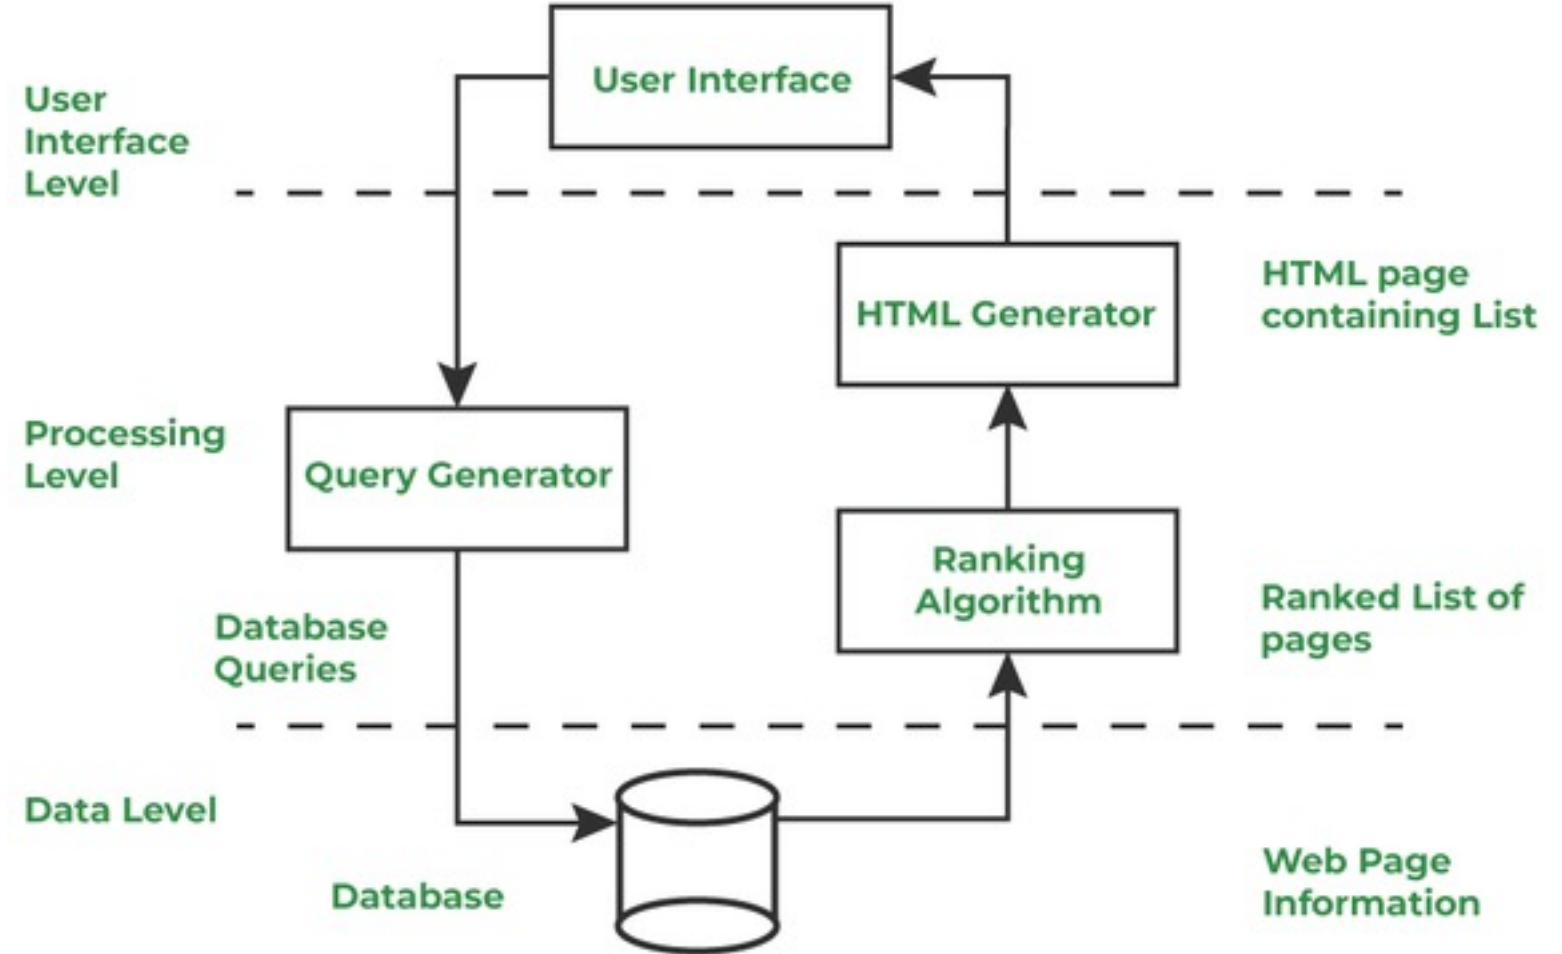 User Interface
User
Interface
Level
HTML Generator
HTML page
containing List
Processing
Level
Query Generator
Ranking
Algorithm
Ranked List of
pages
Database
Queries
Data Level
Database
Web Page
Information